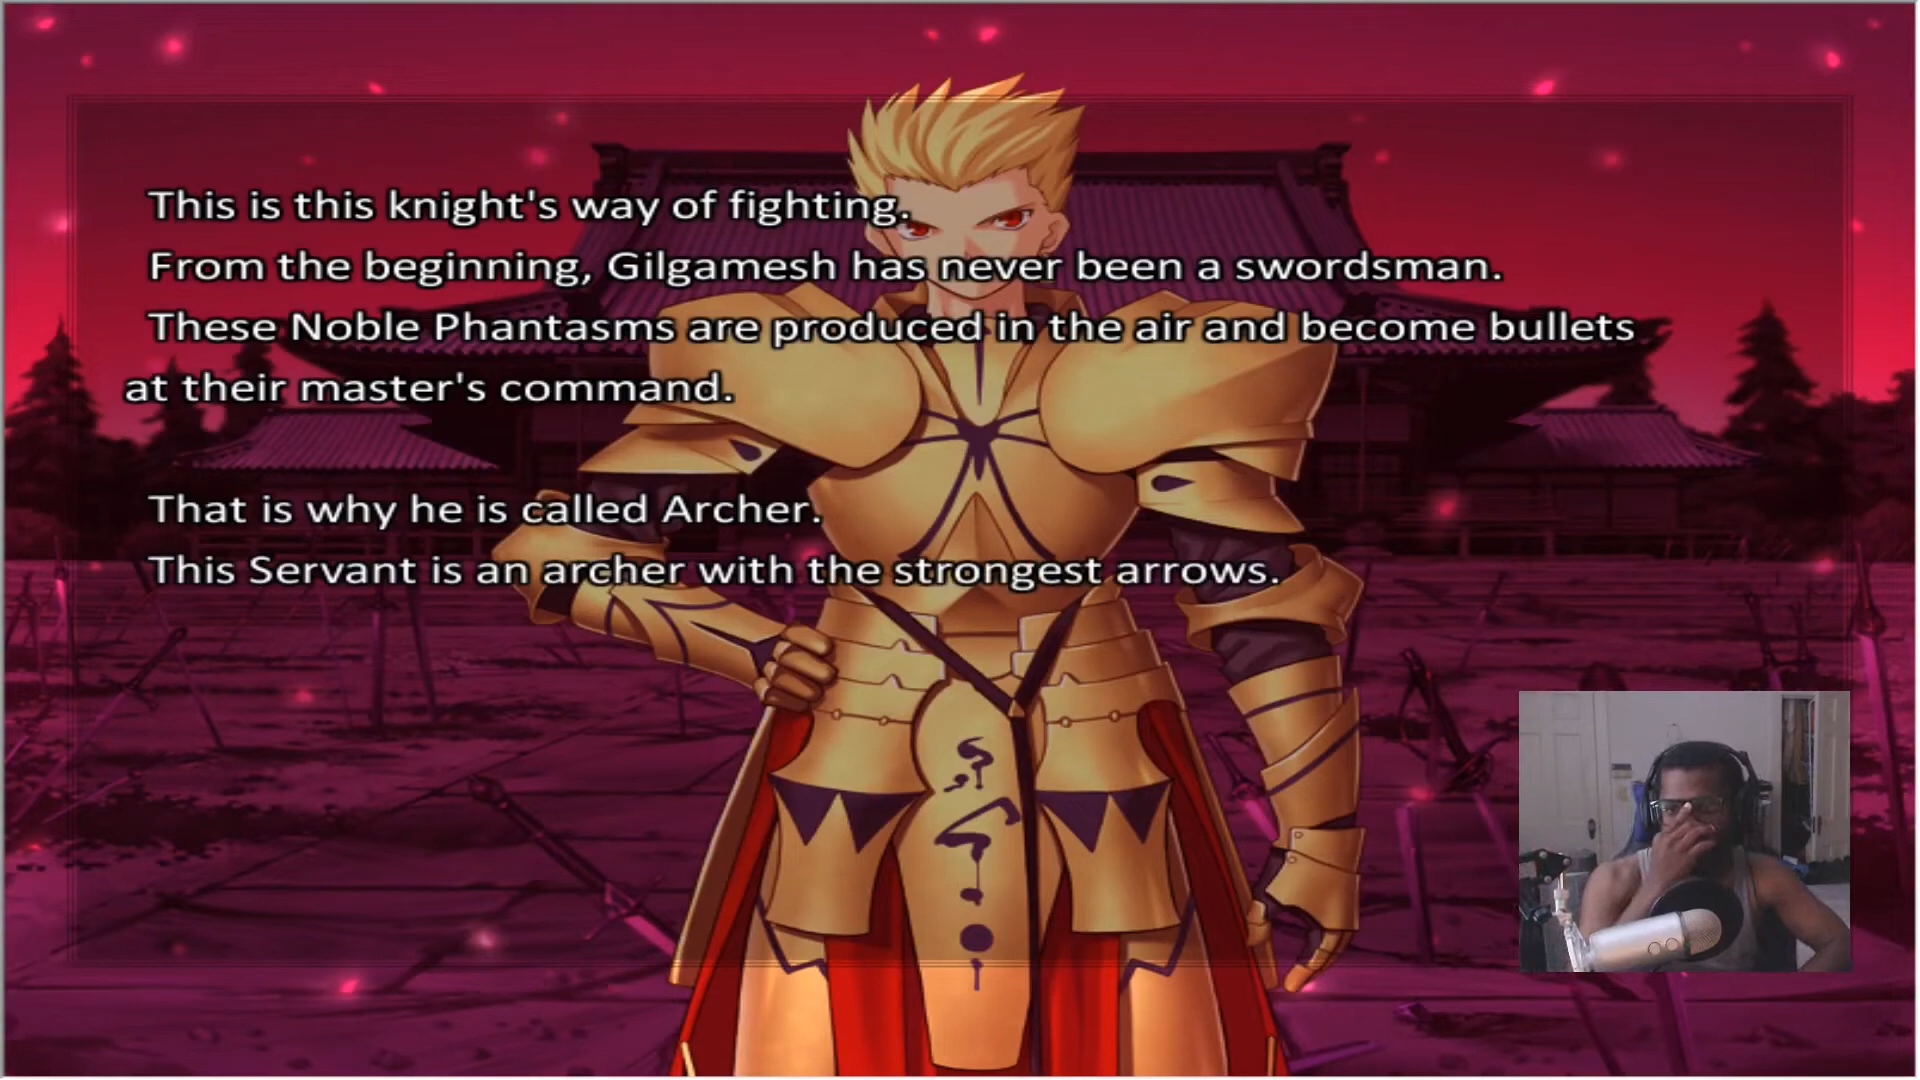 This is this knight's way of fighting.
From the beginning, Gilgamesh has never been a swordsman.
These Noble Phantasms are produced in the air and become bullets
at their master's command.
That is why he is called Archer.
This Servant is an archer with the strongest arrows.